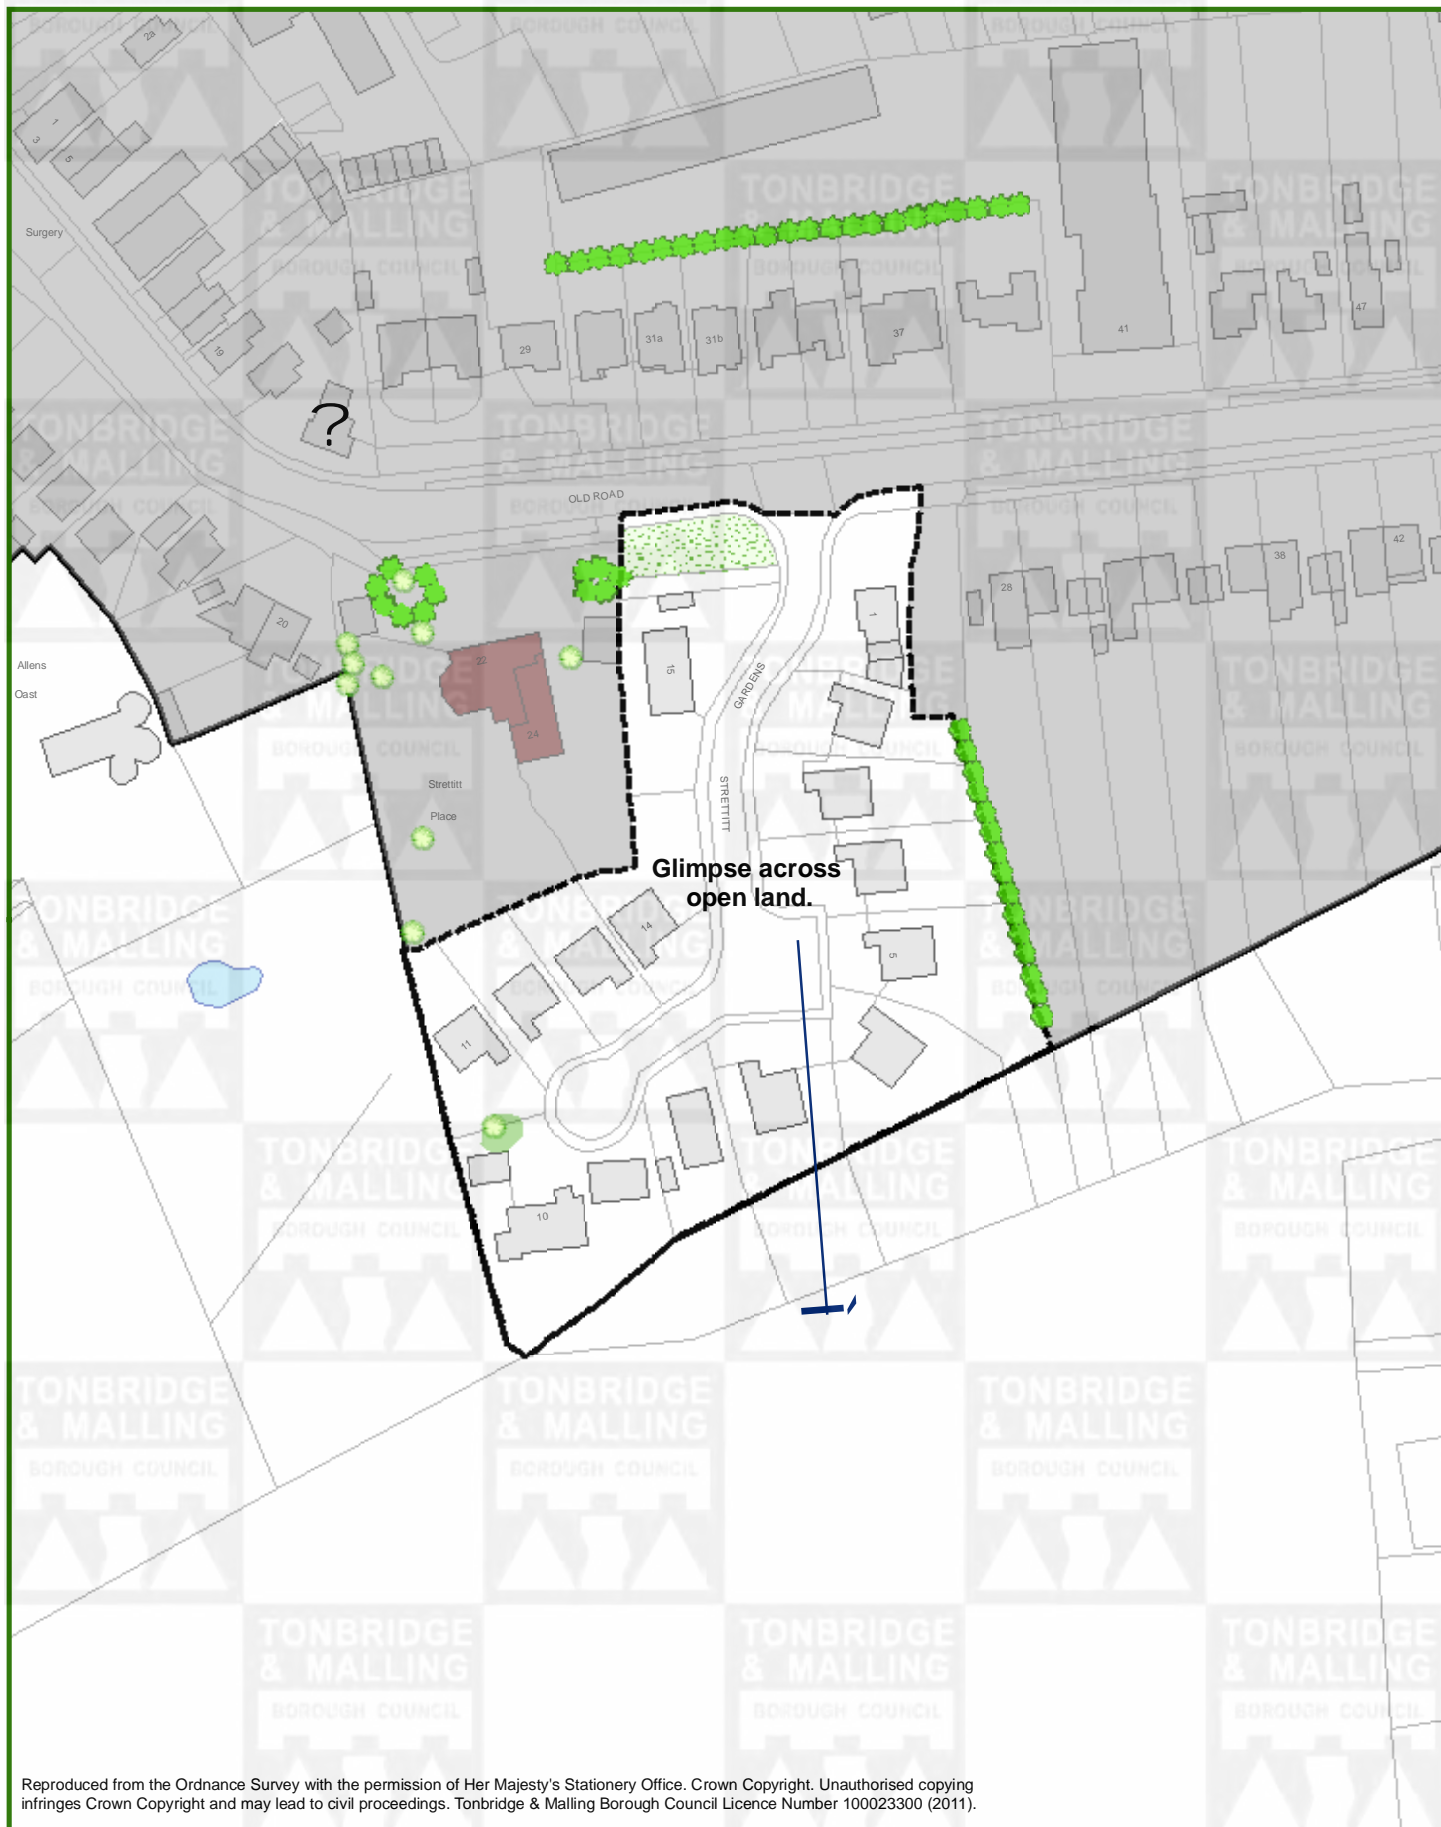 2a
1
3
5
Surgery
19
29
31a
31b
37
41
47
?
OLD ROAD
20
22
24
Strettitt
Place
Allens
Oast
15
1
GARDENS
STRETTITT
28
38
42
Glimpse across
open land.
14
5
11
10
TONBRIDGE
& MALLING
BOROUGH COUNCIL
Reproduced from the Ordnance Survey with the permission of Her Majesty's Stationery Office. Crown Copyright. Unauthorised copying
infringes Crown Copyright and may lead to civil proceedings. Tonbridge & Malling Borough Council Licence Number 100023300 (2011).